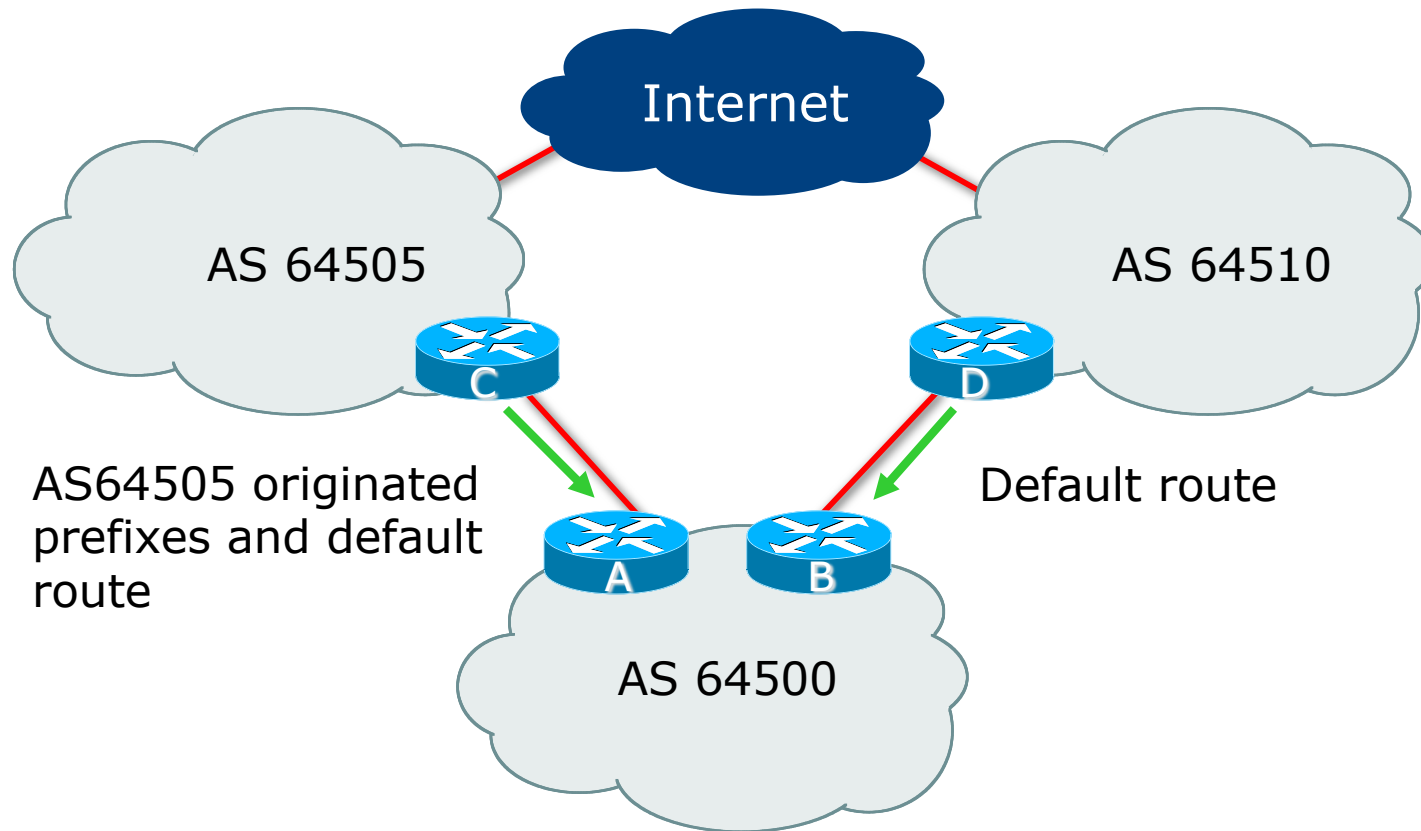 Internet
AS 64505
AS 64510
C
D
AS64505 originated
prefixes and default
route
Default route
A
B
AS 64500